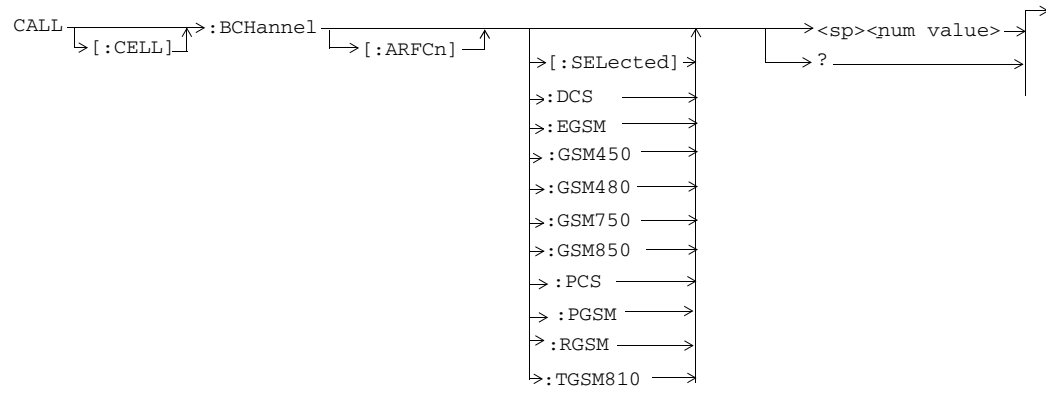 CALL :BCHannel <sp><num value>
[:CELL] [:ARFCn]
[:SELected] ?
:DCS
:EGSM
:GSM450
:GSM480
:GSM750
:GSM850
:PCS
:PGSM
:RGSM
:TGSM810